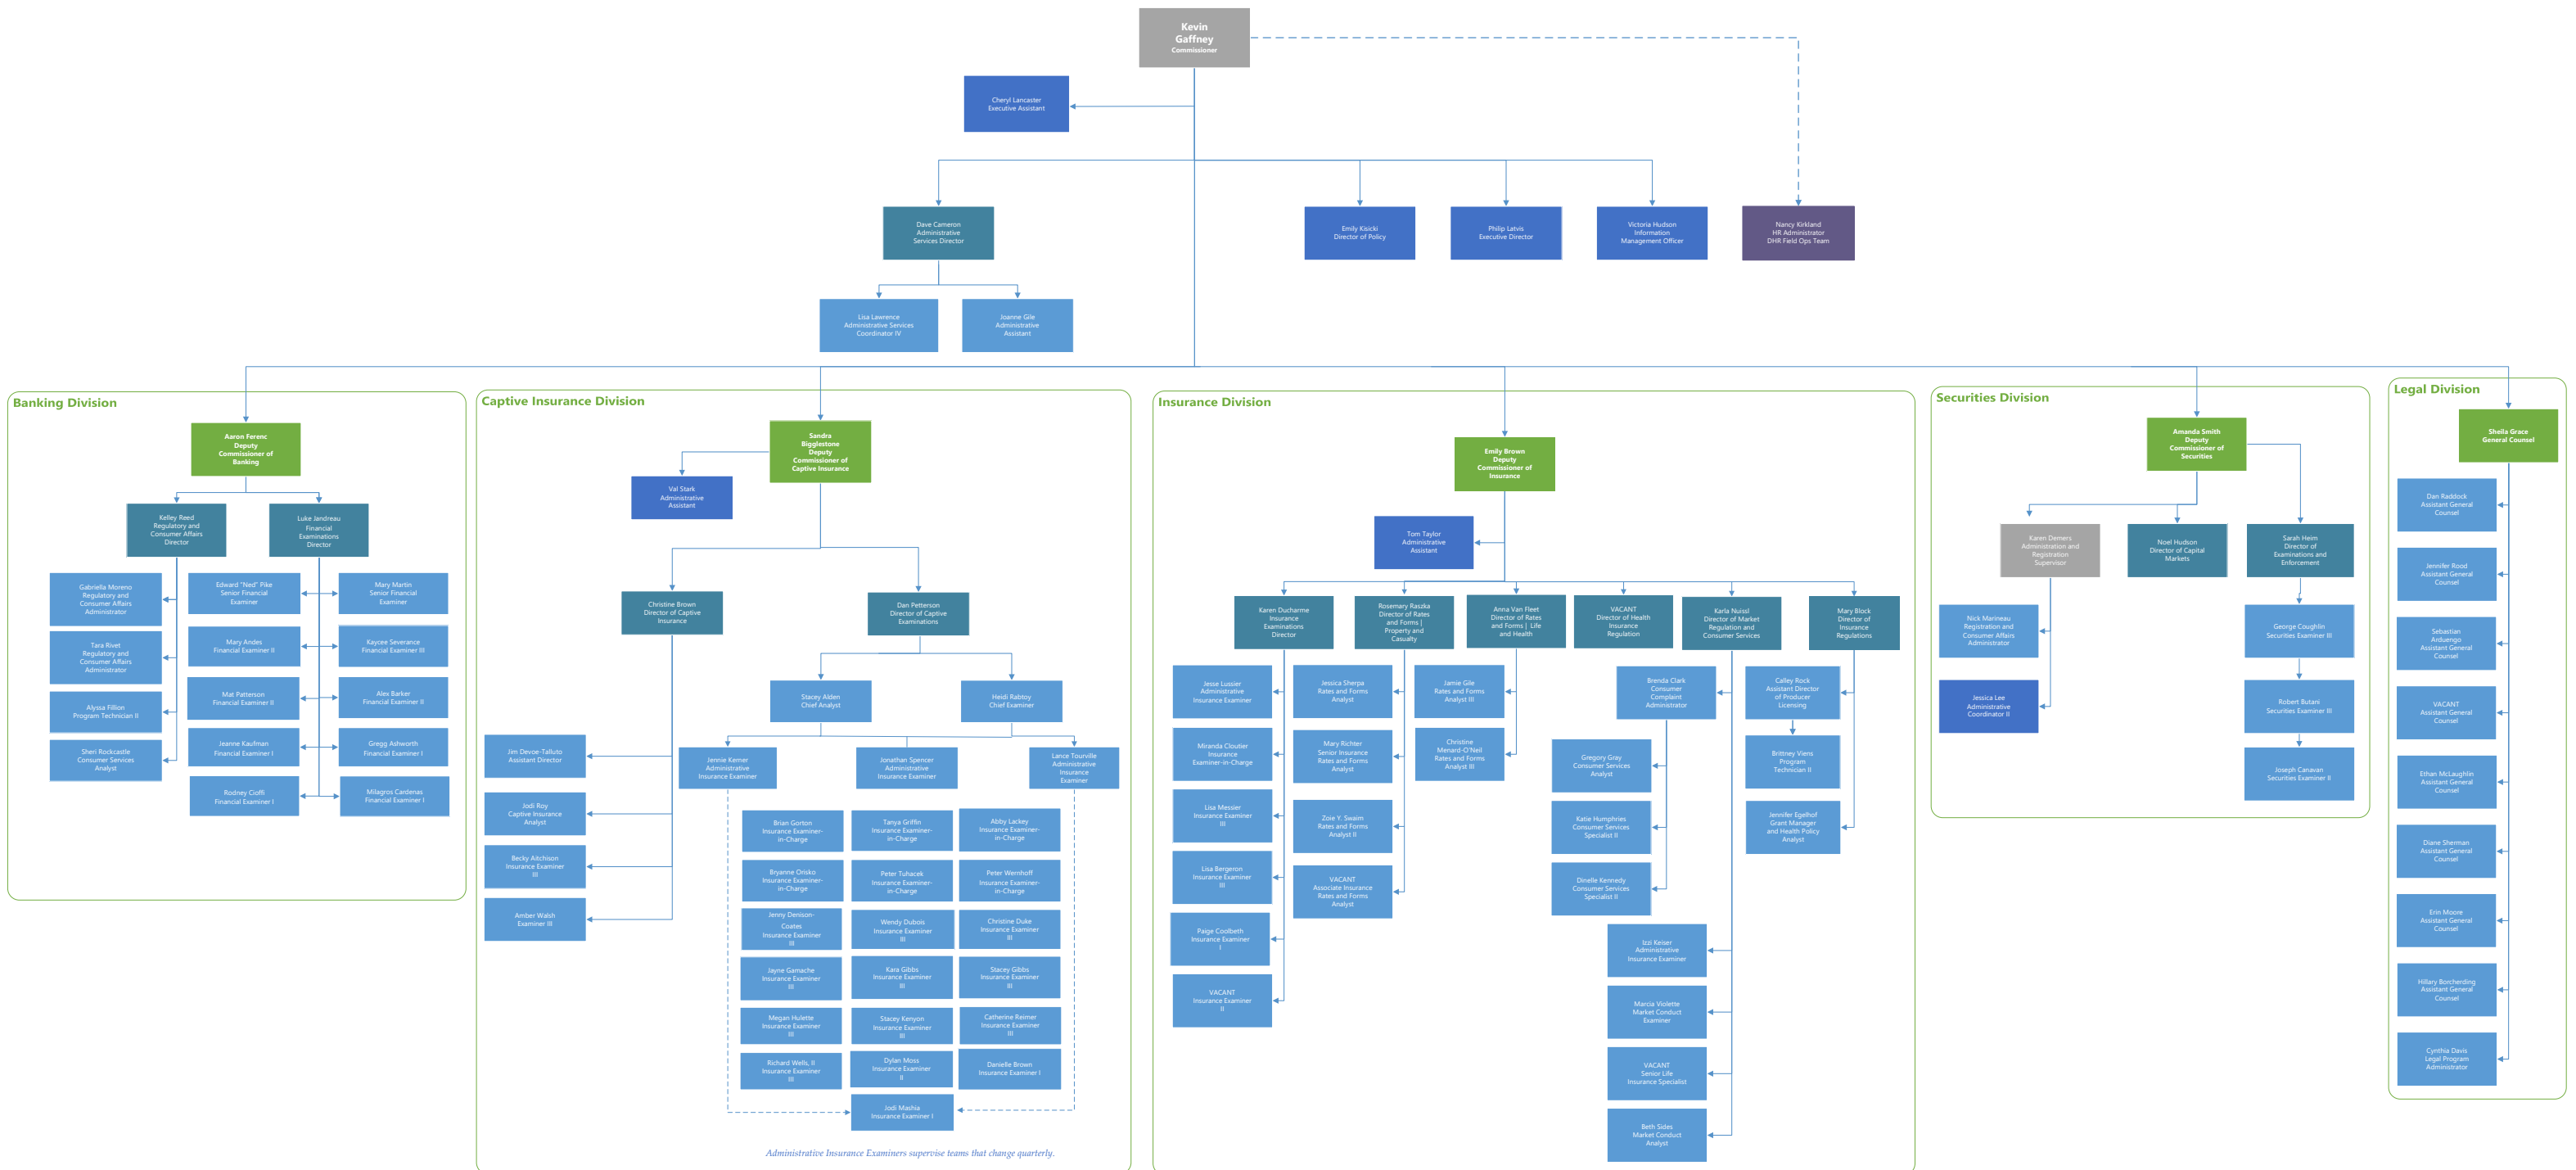 Kevin
Gaffney
Commissioner
Cheryl Lancaster
Executive Assistant
Dave Cameron
Administrative
Services Director
Emily Kisicki
Director of Policy
Philip Latvis
Executive Director
Victoria Hudson
Information
Management Officer
Nancy Kirkland
HR Administrator
DHR Field Ops Team
Lisa Lawrence
Administrative Services
Coordinator IV
Joanne Gile
Administrative
Assistant
Banking Division
Aaron Ferenc
Deputy
Commissioner of
Banking
Kelley Reed
Regulatory and
Consumer Affairs
Director
Luke Jandreau
Financial
Examinations
Director
Gabriella Moreno
Regulatory and
Consumer Affairs
Administrator
Tara Rivet
Regulatory and
Consumer Affairs
Administrator
Alyssa Fillion
Program Technician II
Sheri Rockcastle
Consumer Services
Analyst
Edward "Ned" Pike
Senior Financial
Examiner
Mary Martin
Senior Financial
Examiner
Mary Andes
Financial Examiner II
Kaycee Severance
Financial Examiner III
Mat Patterson
Financial Examiner II
Alex Barker
Financial Examiner II
Jeanne Kaufman
Financial Examiner I
Gregg Ashworth
Financial Examiner I
Rodney Cioffi
Financial Examiner I
Milagros Cardenas
Financial Examiner I
Captive Insurance Division
Sandra
Bigglestone
Deputy
Commissioner of
Captive Insurance
Val Stark
Administrative
Assistant
Christine Brown
Director of Captive
Insurance
Dan Petterson
Director of Captive
Examinations
Stacey Alden
Chief Analyst
Heidi Rabtoy
Chief Examiner
Jim Devoe-Talluto
Assistant Director
Jodi Roy
Captive Insurance
Analyst
Becky Aitchison
Insurance Examiner
III
Amber Walsh
Examiner III
Jennie Kerner
Administrative
Insurance Examiner
Jonathan Spencer
Administrative
Insurance Examiner
Lance Tourville
Administrative
Insurance
Examiner
Brian Gorton
Insurance Examiner-
in-Charge
Tanya Griffin
Insurance Examiner-
in-Charge
Abby Lackey
Insurance Examiner-
in-Charge
Bryanne Orisko
Insurance Examiner-
in-Charge
Peter Tuhacek
Insurance Examiner-
in-Charge
Peter Wernhoff
Insurance Examiner-
in-Charge
Jenny Denison-
Coates
Insurance Examiner
III
Wendy Dubois
Insurance Examiner
III
Christine Duke
Insurance Examiner
III
Jayne Gamache
Insurance Examiner
III
Kara Gibbs
Insurance Examiner
III
Stacey Gibbs
Insurance Examiner
III
Megan Hulette
Insurance Examiner
III
Stacey Kenyon
Insurance Examiner
III
Catherine Reimer
Insurance Examiner
III
Richard Wells, II
Insurance Examiner
III
Dylan Moss
Insurance Examiner
II
Danielle Brown
Insurance Examiner I
Jodi Mashia
Insurance Examiner I
Administrative Insurance Examiners supervise teams that change quarterly.
Insurance Division
Emily Brown
Deputy
Commissioner of
Insurance
Tom Taylor
Administrative
Assistant
Karen Ducharme
Insurance
Examinations
Director
Rosemary Raszka
Director of Rates
and Forms |
Property and
Casualty
Anna Van Fleet
Director of Rates
and Forms | Life
and Health
VACANT
Director of Health
Insurance
Regulation
Karla Nuissl
Director of Market
Regulation and
Consumer Services
Mary Block
Director of
Insurance
Regulations
Jesse Lussier
Administrative
Insurance Examiner
Miranda Cloutier
Insurance
Examiner-in-Charge
Lisa Messier
Insurance Examiner
III
Lisa Bergeron
Insurance Examiner
III
Paige Coolbeth
Insurance Examiner
I
VACANT
Insurance Examiner
II
Jessica Sherpa
Rates and Forms
Analyst
Mary Richter
Senior Insurance
Rates and Forms
Analyst
Zoie Y. Swaim
Rates and Forms
Analyst II
VACANT
Associate Insurance
Rates and Forms
Analyst
Jamie Gile
Rates and Forms
Analyst III
Christine
Menard-O'Neil
Rates and Forms
Analyst III
Brenda Clark
Consumer
Complaint
Administrator
Gregory Gray
Consumer Services
Analyst
Katie Humphries
Consumer Services
Specialist II
Dinelle Kennedy
Consumer Services
Specialist II
Izzi Keiser
Administrative
Insurance Examiner
Marcia Violette
Market Conduct
Examiner
VACANT
Senior Life
Insurance Specialist
Beth Sides
Market Conduct
Analyst
Calley Rock
Assistant Director
of Producer
Licensing
Brittney Viens
Program
Technician II
Jennifer Egelhof
Grant Manager
and Health Policy
Analyst
Securities Division
Amanda Smith
Deputy
Commissioner of
Securities
Karen Demers
Administration and
Registration
Supervisor
Noel Hudson
Director of Capital
Markets
Sarah Heim
Director of
Examinations and
Enforcement
Nick Marineau
Registration and
Consumer Affairs
Administrator
Jessica Lee
Administrative
Coordinator II
George Coughlin
Securities Examiner III
Robert Butani
Securities Examiner III
Joseph Canavan
Securities Examiner II
Legal Division
Sheila Grace
General Counsel
Dan Raddock
Assistant General
Counsel
Jennifer Rood
Assistant General
Counsel
Sebastian
Arduengo
Assistant General
Counsel
VACANT
Assistant General
Counsel
Ethan McLaughlin
Assistant General
Counsel
Diane Sherman
Assistant General
Counsel
Erin Moore
Assistant General
Counsel
Hillary Borcherding
Assistant General
Counsel
Cynthia Davis
Legal Program
Administrator